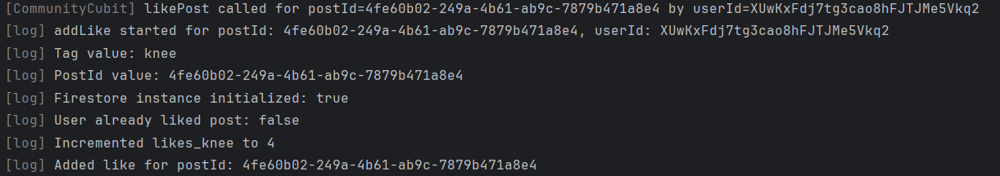 [CommunityCubit] likePost called for postId=4fe60b02-249a-4b61-ab9c-7879b471a8e4 by userId=XUwKxFdj7tg3cao8hFJTJMe5Vkq2
[log] addLike started for postId: 4fe60b02-249a-4b61-ab9c-7879b471a8e4, userId: XUwKxFdj7tg3cao8hFJTJMe5Vkq2
[log] Tag value: knee
[log] PostId value: 4fe60b02-249a-4b61-ab9c-7879b471a8e4
[log] Firestore instance initialized: true
[log] User already liked post: false
[log] Incremented likes_knee to 4
[log] Added like for postId: 4fe60b02-249a-4b61-ab9c-7879b471a8e4